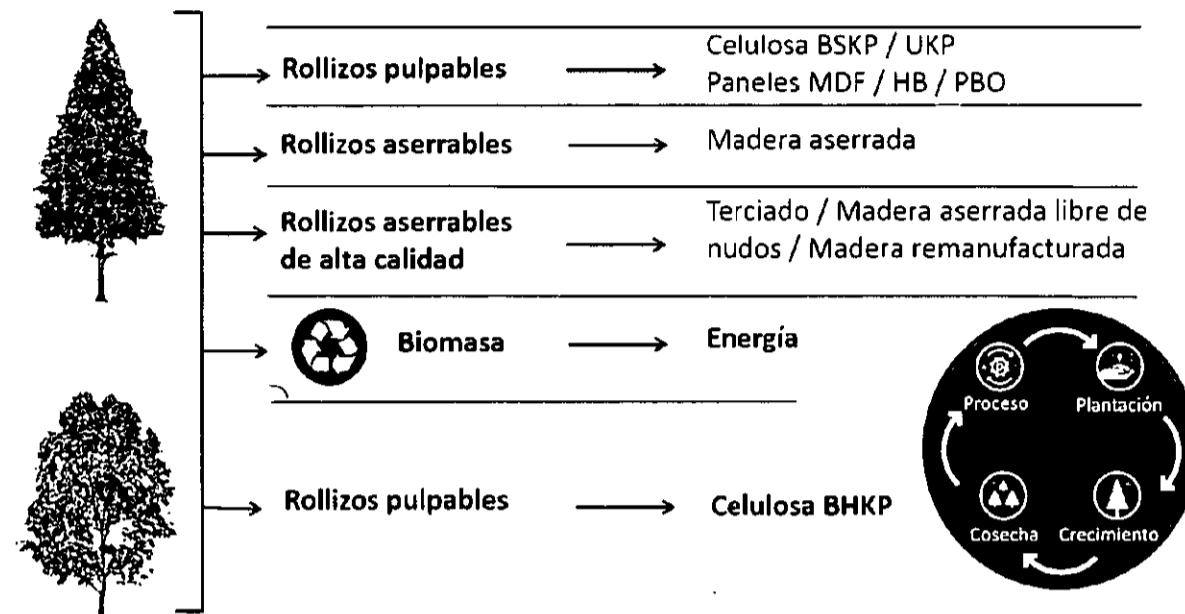 Rollizos pulpables
Celulosa BSKP / UKP
Paneles MDF / HB / PBO
Rollizos aserrables
Madera aserrada
Rollizos aserrables
de alta calidad
Terciado / Madera aserrada libre de
nudos / Madera remanufacturada
Biomasa
Energía
Rollizos pulpables
Celulosa BHKP
Proceso
Plantación
Cosecha
Crecimiento